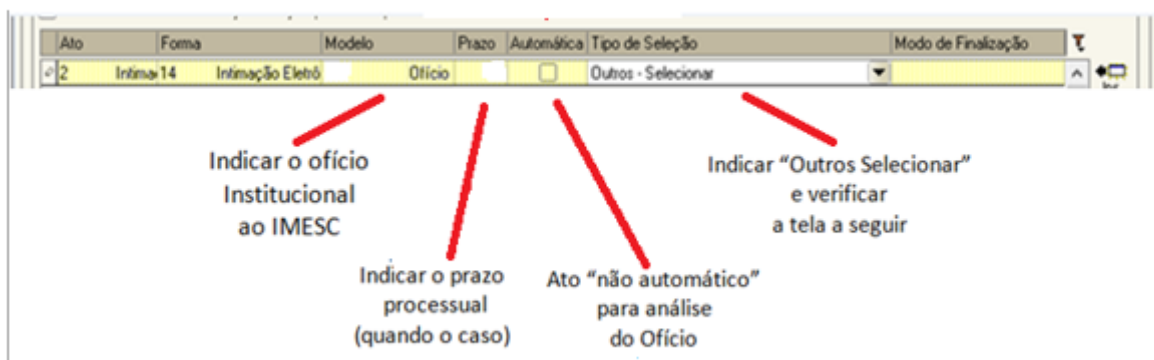 Ato Forma Modelo Prazo Automática Tipo de Seleção Modo de Finalização
2 Intima 14 Intimação Eletrô Ofício Outros - Selecionar
Indicar o ofício
Institucional
ao IMESC
Indicar o prazo
processual
(quando o caso)
Ato “não automático”
para análise
do Ofício
Indicar “Outros Selecionar”
e verificar
a tela a seguir